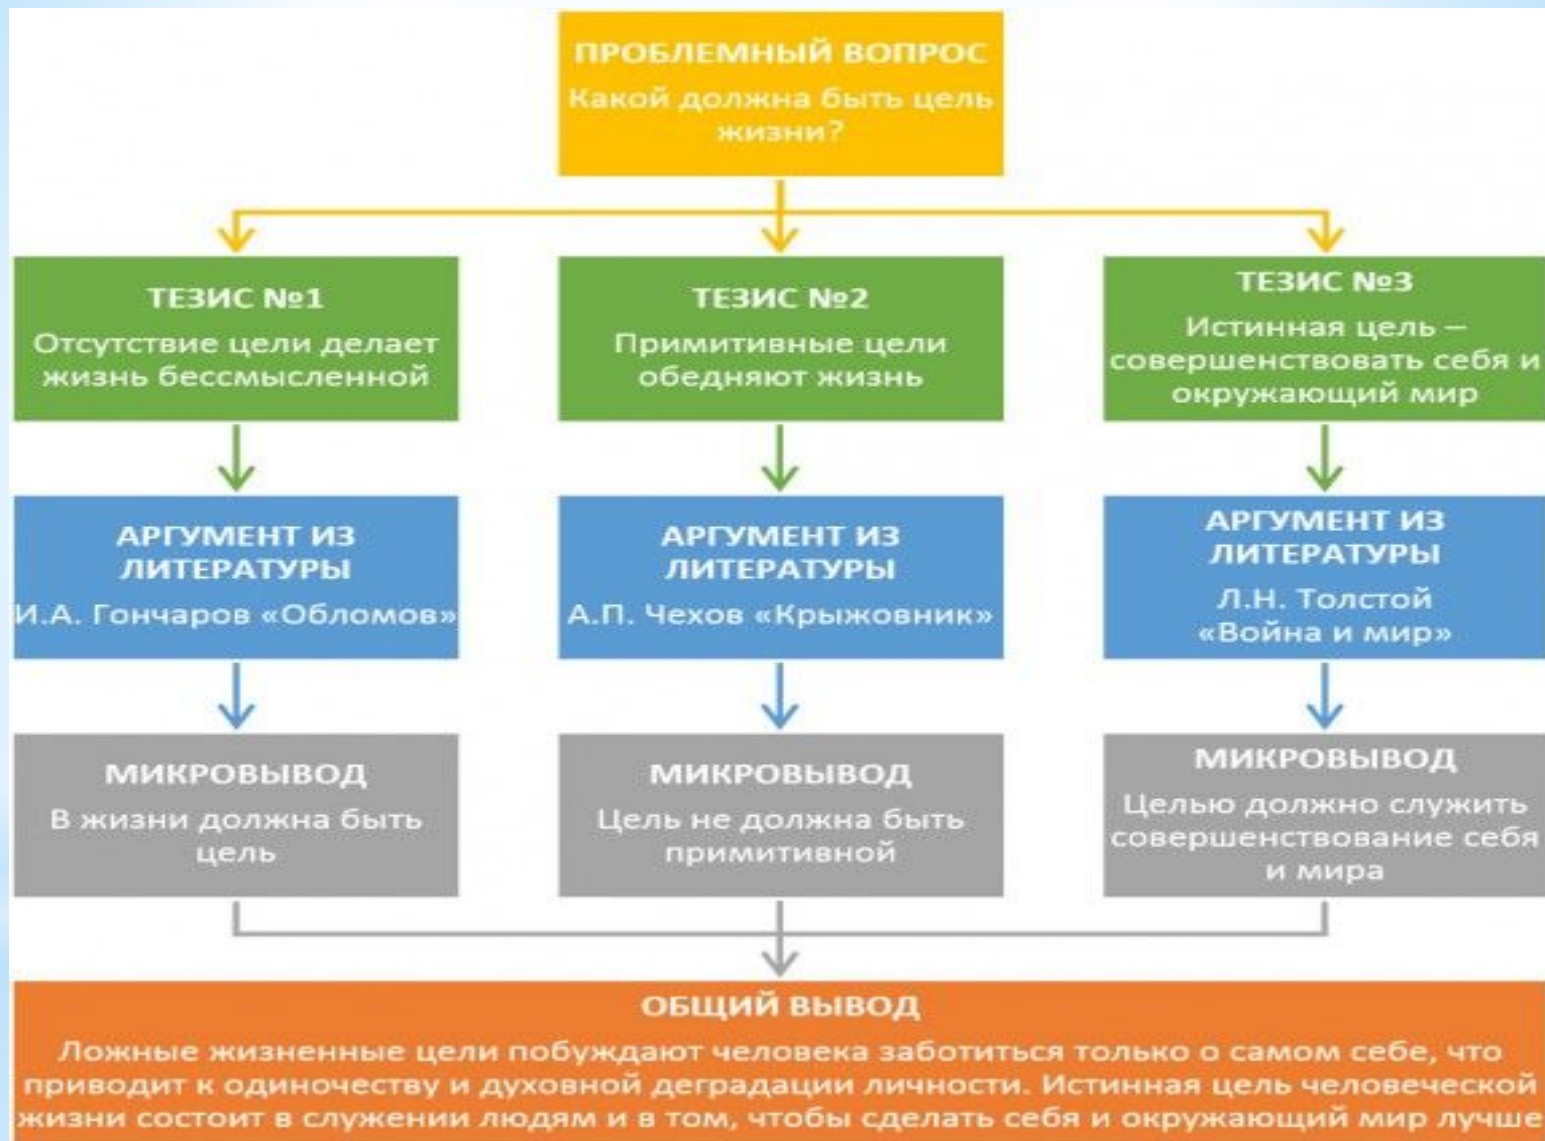 ПРОБЛЕМНЫЙ ВОПРОС
Какой должна быть цель
жизни?
ТЕЗИС №1
Отсутствие цели делает
жизнь бессмысленной
ТЕЗИС №2
Примитивные цели
обедняют жизнь
ТЕЗИС №3
Истинная цель –
совершенствовать себя и
окружающий мир
АРГУМЕНТ ИЗ
ЛИТЕРАТУРЫ
И.А. Гончаров «Обломов»
АРГУМЕНТ ИЗ
ЛИТЕРАТУРЫ
А.П. Чехов «Крыжовник»
АРГУМЕНТ ИЗ
ЛИТЕРАТУРЫ
Л.Н. Толстой
«Война и мир»
МИКРОВЫВОД
В жизни должна быть
цель
МИКРОВЫВОД
Цель не должна быть
примитивной
МИКРОВЫВОД
Целью должно служить
совершенствование себя
и мира
ОБЩИЙ ВЫВОД
Ложные жизненные цели побуждают человека заботиться только о самом себе, что
приводит к одиночеству и духовной деградации личности. Истинная цель человеческой
жизни состоит в служении людям и в том, чтобы сделать себя и окружающий мир лучше